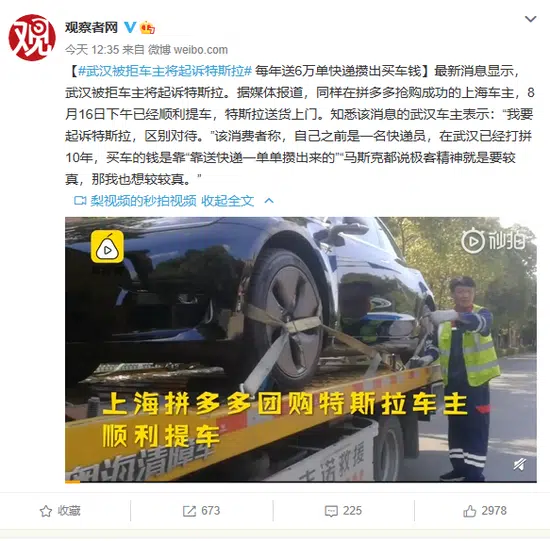 观
观察者网
今天 12:35 来自 微博 weibo.com
【#武汉被拒车主将起诉特斯拉# 每年送6万单快递攒出买车钱】最新消息显示，
武汉被拒车主将起诉特斯拉。据媒体报道，同样在拼多多抢购成功的上海车主，8
月16日下午已经顺利提车，特斯拉送货上门。知悉该消息的武汉车主表示：“我要
起诉特斯拉，区别对待。”该消费者称，自己之前是一名快递员，在武汉已经打拼
10年，买车的钱是靠“靠送快递一单单攒出来的”“马斯克都说极客精神就是要较
真，那我也想较较真。”
梨视频的秒拍视频 收起全文
秒拍
上海拼多多团购特斯拉车主
顺利提车
粤海清障车
诺救援
收藏
673
225
2978